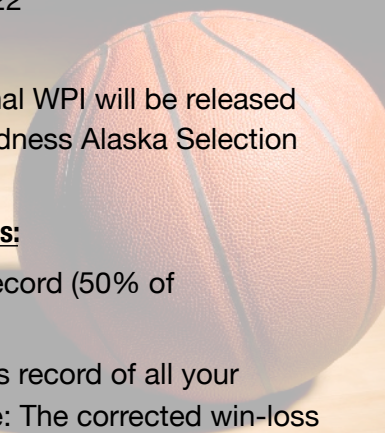 22
nal WPI will be released
dness Alaska Selection
s:
ecord (50% of
s record of all your
e: The corrected win-loss